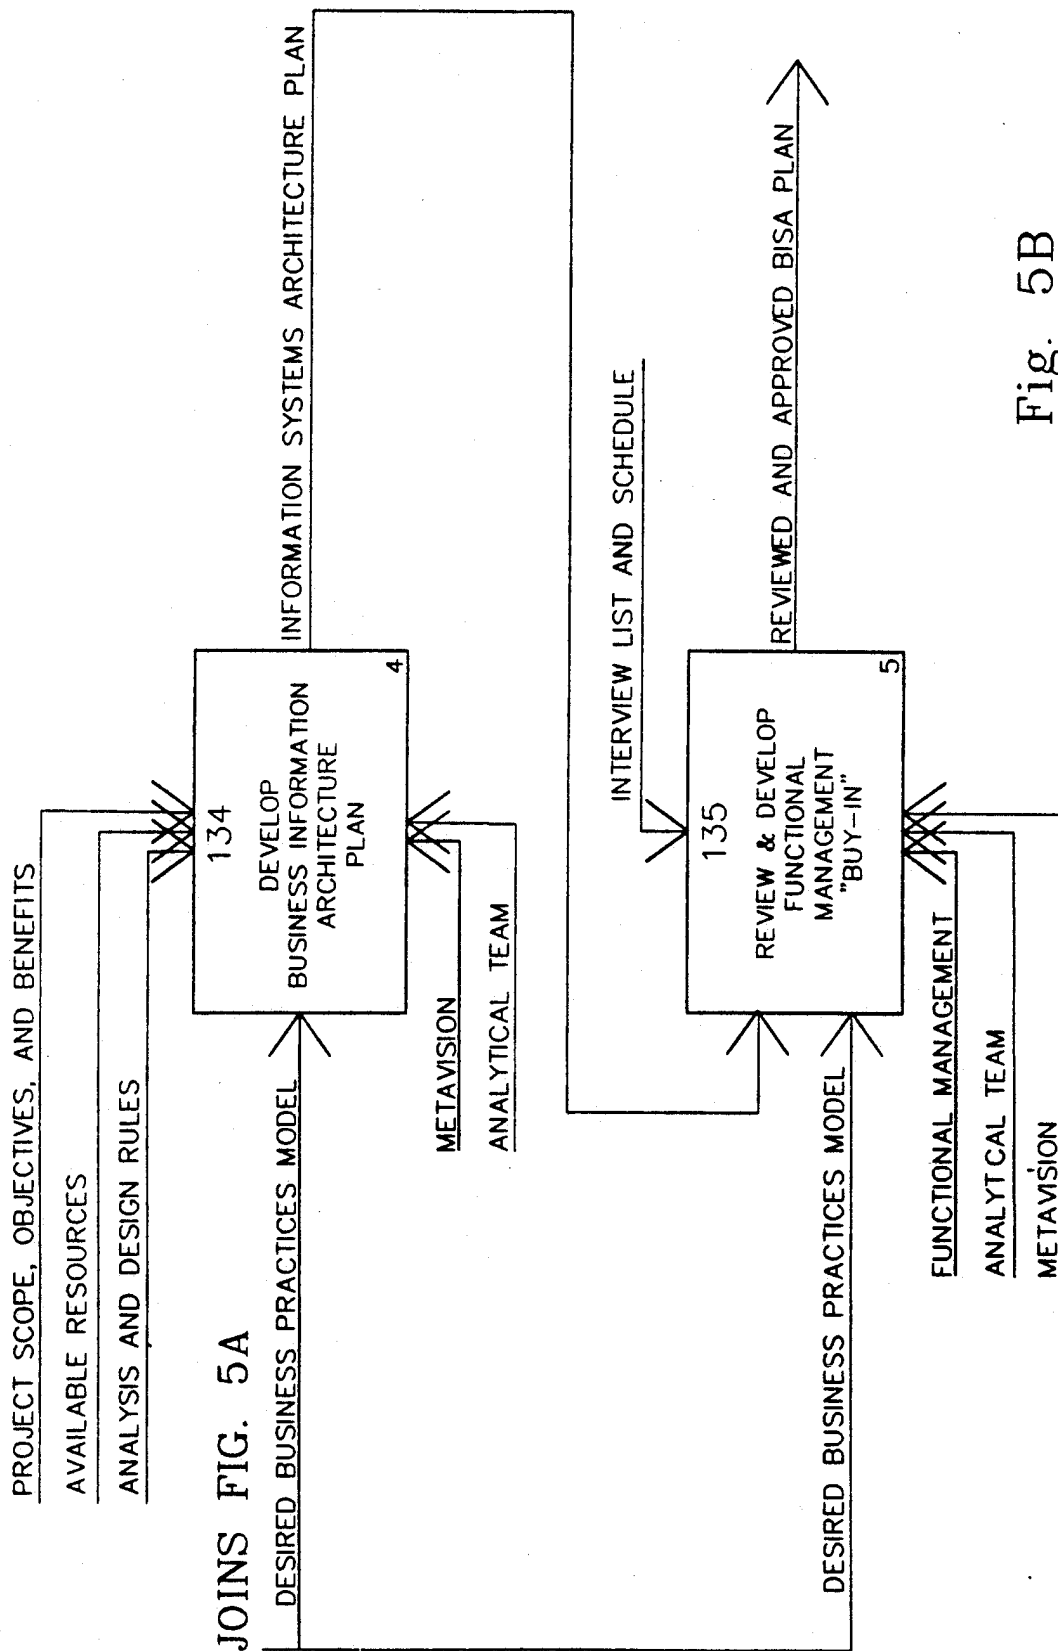 PROJECT SCOPE, OBJECTIVES, AND BENEFITS
AVAILABLE RESOURCES
ANALYSIS AND DESIGN RULES
JOINS FIG. 5A
DESIRED BUSINESS PRACTICES MODEL
134
DEVELOP
BUSINESS INFORMATION
ARCHITECTURE
PLAN
4
INFORMATION SYSTEMS ARCHITECTURE PLAN
METAVISION
ANALYTICAL TEAM
INTERVIEW LIST AND SCHEDULE
135
REVIEW & DEVELOP
FUNCTIONAL
MANAGEMENT
"BUY-IN"
5
REVIEWED AND APPROVED BISA PLAN
DESIRED BUSINESS PRACTICES MODEL
FUNCTIONAL MANAGEMENT
ANALYTCAL TEAM
METAVISION
Fig. 5B